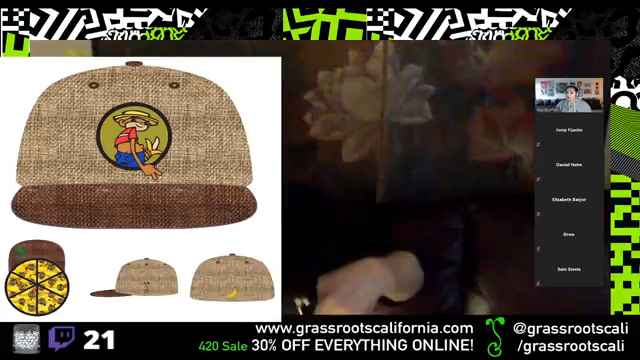 Josip Fijacko
Daniel Holm
Elizabeth Balyur
Drew
Sam Steele
21
www.grassrootscalifornia.com
420 Sale 30% OFF EVERYTHING ONLINE!
@grassrootscali
/grassrootscali